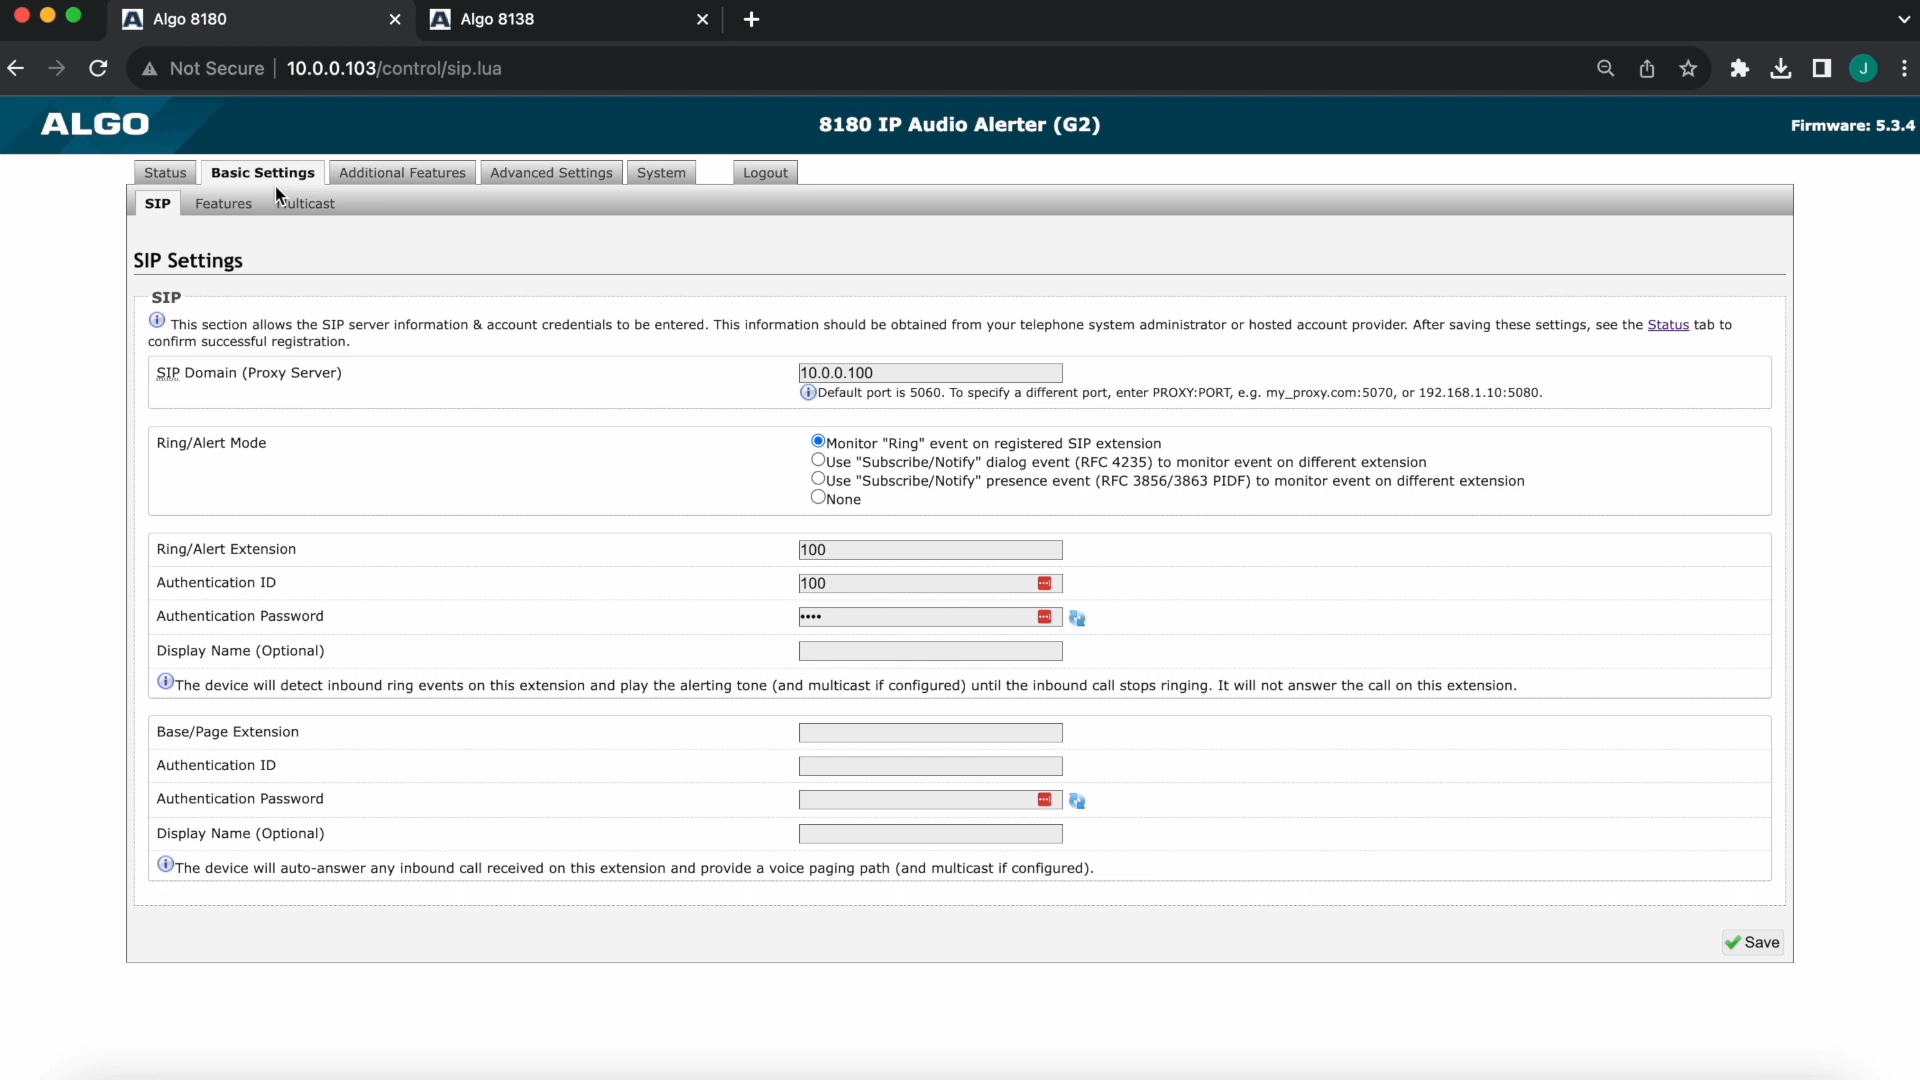 Algo 8180
Algo 8138
Not Secure 10.0.0.103/control/sip.lua
J
ALGO
8180 IP Audio Alerter (G2)
Firmware: 5.3.4
Status Basic Settings Additional Features Advanced Settings System Logout
SIP Features Multicast
SIP Settings
SIP
This section allows the SIP server information & account credentials to be entered. This information should be obtained from your telephone system administrator or hosted account provider. After saving these settings, see the Status tab to
confirm successful registration.
SIP Domain (Proxy Server) 10.0.0.100
Default port is 5060. To specify a different port, enter PROXY:PORT, e.g. my_proxy.com:5070, or 192.168.1.10:5080.
Ring/Alert Mode Monitor "Ring" event on registered SIP extension
Use "Subscribe/Notify" dialog event (RFC 4235) to monitor event on different extension
Use "Subscribe/Notify" presence event (RFC 3856/3863 PIDF) to monitor event on different extension
None
Ring/Alert Extension 100
Authentication ID 100
Authentication Password ••••
Display Name (Optional)
The device will detect inbound ring events on this extension and play the alerting tone (and multicast if configured) until the inbound call stops ringing. It will not answer the call on this extension.
Base/Page Extension
Authentication ID
Authentication Password
Display Name (Optional)
The device will auto-answer any inbound call received on this extension and provide a voice paging path (and multicast if configured).
Save